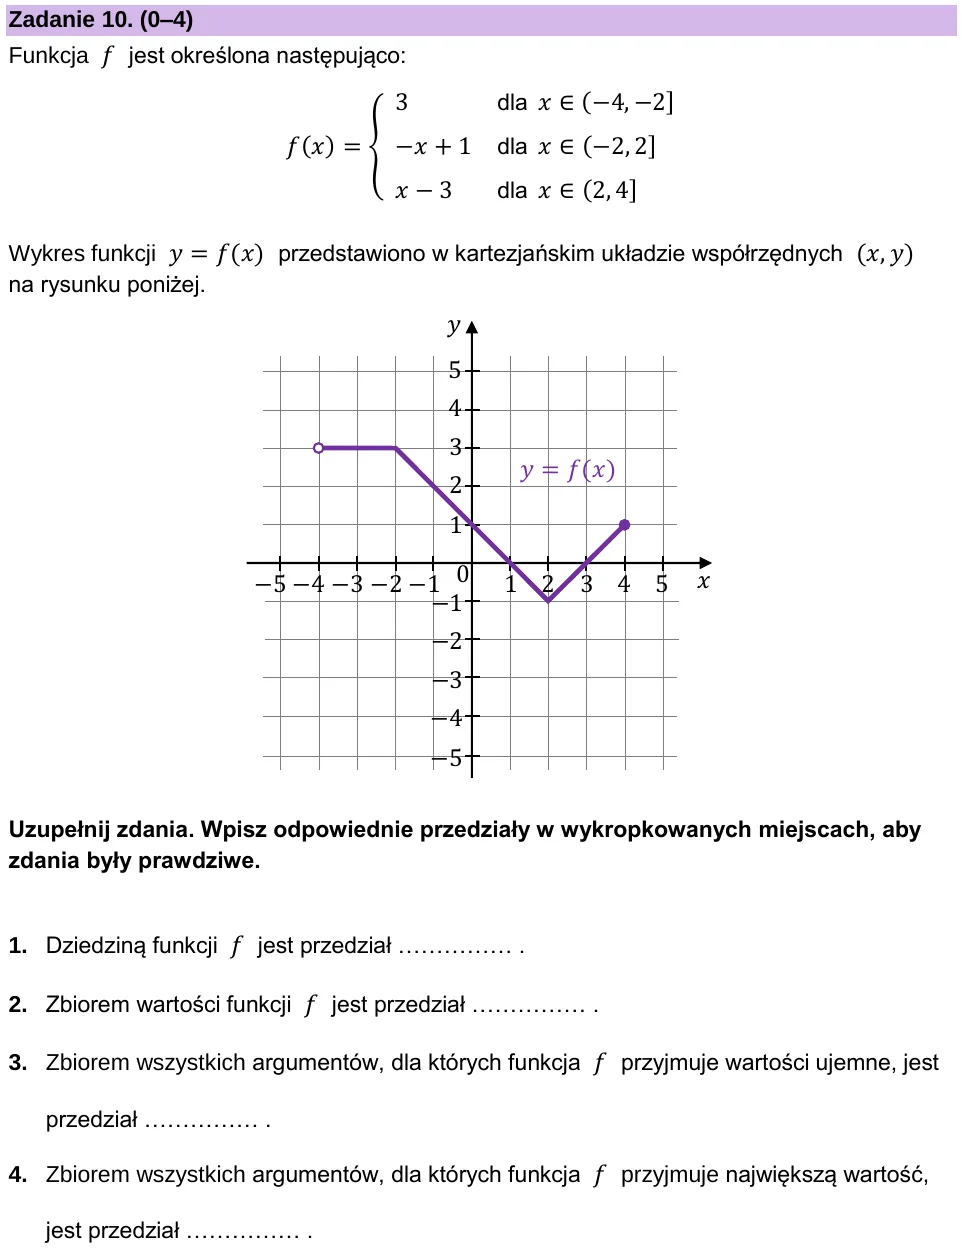 Zadanie 10. (0–4)
Funkcja f jest określona następująco:
3 dla x ∈ (−4, −2]
f(x) = { −x + 1 dla x ∈ (−2, 2]
x − 3 dla x ∈ (2, 4]
Wykres funkcji y = f(x) przedstawiono w kartezjańskim układzie współrzędnych (x, y)
na rysunku poniżej.
y
5
4
3
y = f(x)
2
1
0
−5 −4 −3 −2 −1 1 2 3 4 5 x
−1
−2
−3
−4
−5
Uzupełnij zdania. Wpisz odpowiednie przedziały w wykropkowanych miejscach, aby
zdania były prawdziwe.
1. Dziedziną funkcji f jest przedział …………… .
2. Zbiorem wartości funkcji f jest przedział …………… .
3. Zbiorem wszystkich argumentów, dla których funkcja f przyjmuje wartości ujemne, jest
przedział …………… .
4. Zbiorem wszystkich argumentów, dla których funkcja f przyjmuje największą wartość,
jest przedział …………… .